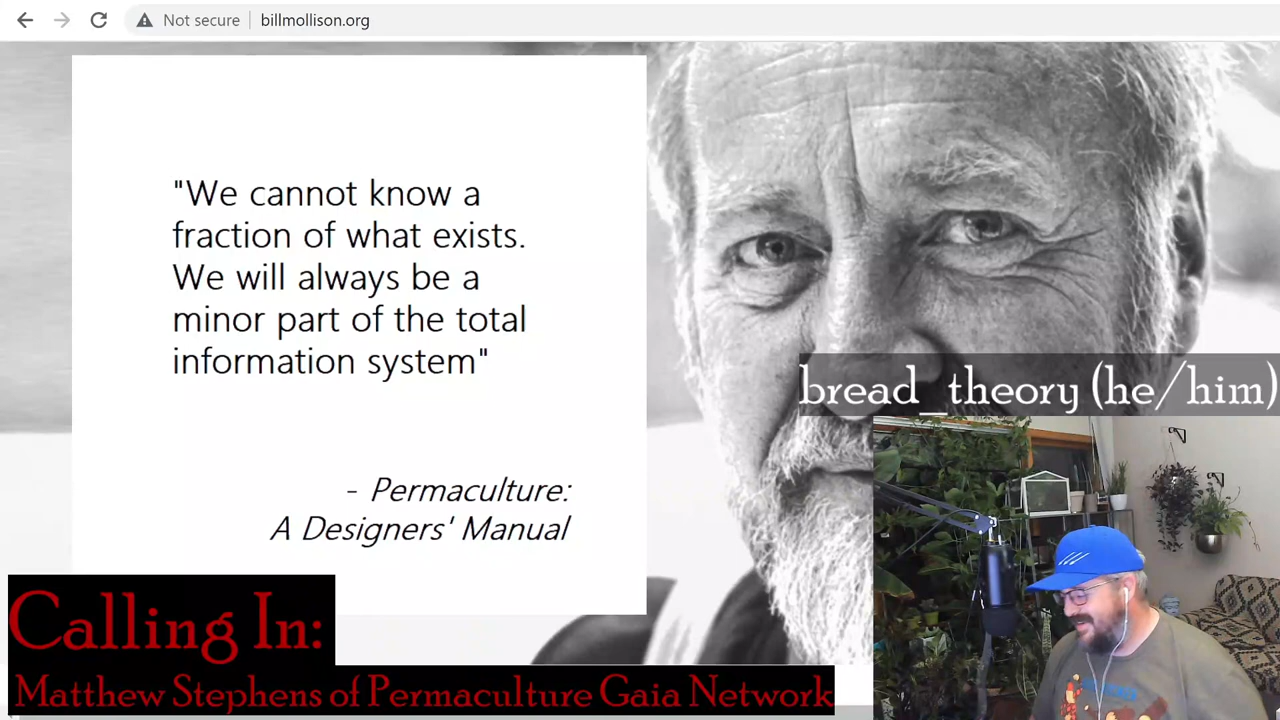 Not secure
billmollison.org
"We cannot know a
fraction of what exists.
We will always be a
minor part of the total
information system"
- Permaculture:
A Designers' Manual
bread_theory (he/him)
Calling In:
Matthew Stephens of Permaculture Gaia Network